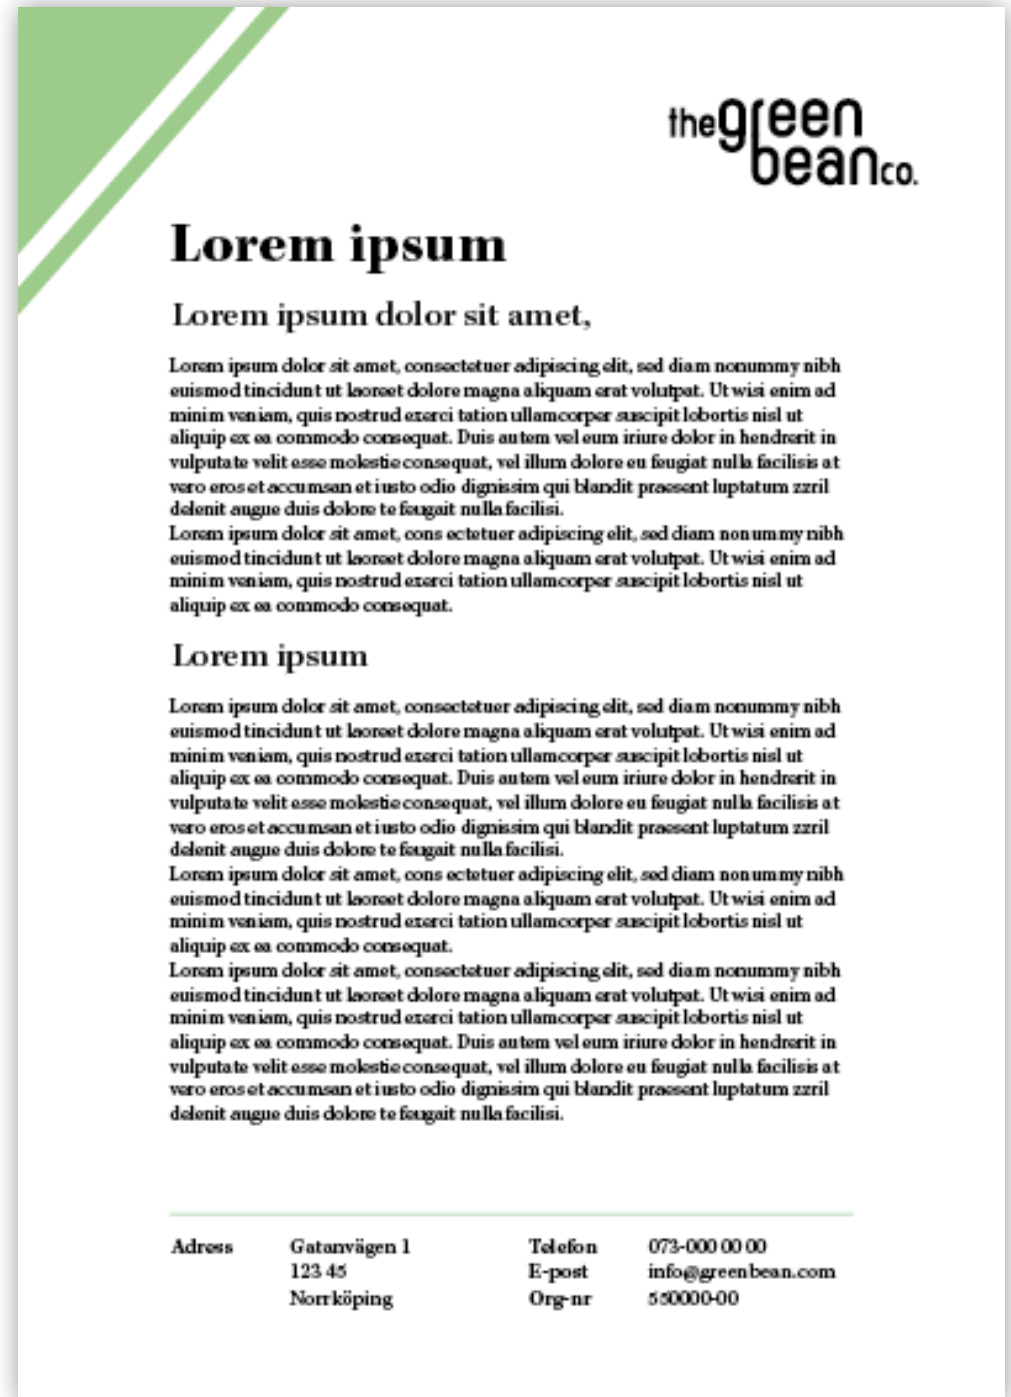 thegreen
beanco.
Lorem ipsum
Lorem ipsum dolor sit amet,
Lorem ipsum dolor sit amet, consectetuer adipiscing elit, sed diam nonummy nibh
euismod tincidunt ut laoreet dolore magna aliquam erat volutpat. Ut wisi enim ad
minim veniam, quis nostrud exerci tation ullamcorper suscipit lobortis nisl ut
aliquip ex ea commodo consequat. Duis autem vel eum iriure dolor in hendrerit in
vulputate velit esse molestie consequat, vel illum dolore eu feugiat nulla facilisis at
vero eros et accumsan et iusto odio dignissim qui blandit praesent luptatum zzril
delenit augue duis dolore te feugait nulla facilisi.
Lorem ipsum dolor sit amet, cons ectetuer adipiscing elit, sed diam nonummy nibh
euismod tincidunt ut laoreet dolore magna aliquam erat volutpat. Ut wisi enim ad
minim veniam, quis nostrud exerci tation ullamcorper suscipit lobortis nisl ut
aliquip ex ea commodo consequat.
Lorem ipsum
Lorem ipsum dolor sit amet, consectetuer adipiscing elit, sed diam nonummy nibh
euismod tincidunt ut laoreet dolore magna aliquam erat volutpat. Ut wisi enim ad
minim veniam, quis nostrud exerci tation ullamcorper suscipit lobortis nisl ut
aliquip ex ea commodo consequat. Duis autem vel eum iriure dolor in hendrerit in
vulputate velit esse molestie consequat, vel illum dolore eu feugiat nulla facilisis at
vero eros et accumsan et iusto odio dignissim qui blandit praesent luptatum zzril
delenit augue duis dolore te feugait nulla facilisi.
Lorem ipsum dolor sit amet, cons ectetuer adipiscing elit, sed diam nonummy nibh
euismod tincidunt ut laoreet dolore magna aliquam erat volutpat. Ut wisi enim ad
minim veniam, quis nostrud exerci tation ullamcorper suscipit lobortis nisl ut
aliquip ex ea commodo consequat.
Lorem ipsum dolor sit amet, consectetuer adipiscing elit, sed diam nonummy nibh
euismod tincidunt ut laoreet dolore magna aliquam erat volutpat. Ut wisi enim ad
minim veniam, quis nostrud exerci tation ullamcorper suscipit lobortis nisl ut
aliquip ex ea commodo consequat. Duis autem vel eum iriure dolor in hendrerit in
vulputate velit esse molestie consequat, vel illum dolore eu feugiat nulla facilisis at
vero eros et accumsan et iusto odio dignissim qui blandit praesent luptatum zzril
delenit augue duis dolore te feugait nulla facilisi.
Adress Gatanvägen 1 Telefon 073-000 00 00
123 45 E-post info@greenbean.com
Norrköping Org-nr 550000-00